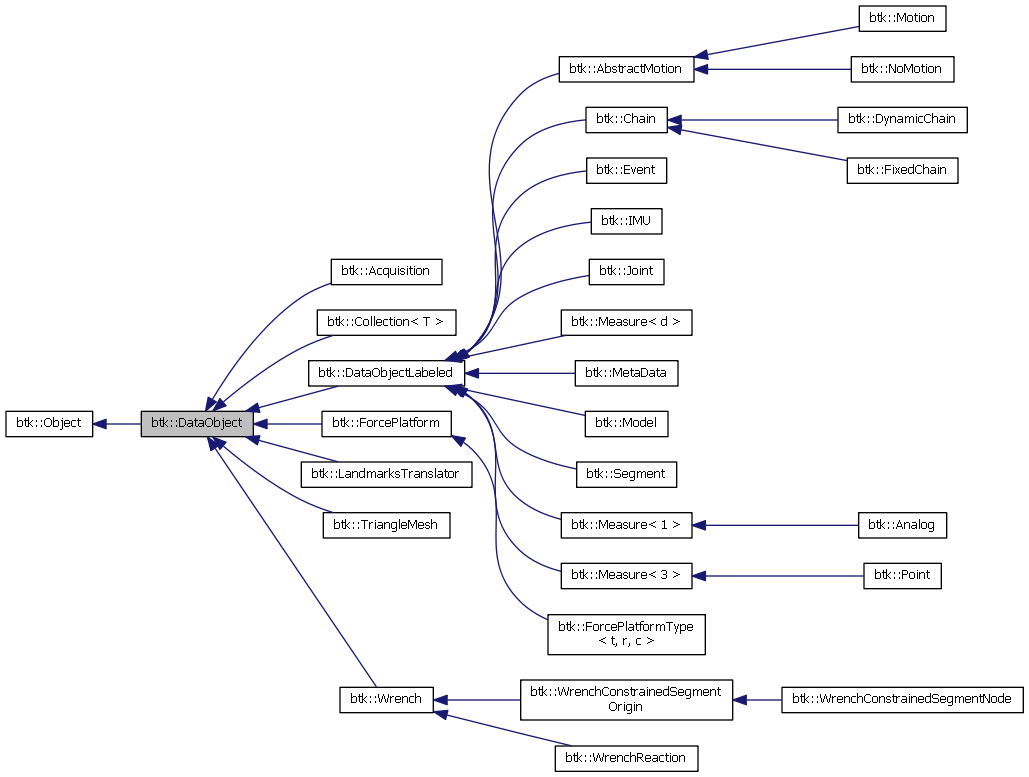 btk::Object
btk::DataObject
btk::Acquisition
btk::Collection< T >
btk::DataObjectLabeled
btk::ForcePlatform
btk::LandmarksTranslator
btk::TriangleMesh
btk::Wrench
btk::AbstractMotion
btk::Chain
btk::Event
btk::IMU
btk::Joint
btk::Measure< d >
btk::MetaData
btk::Model
btk::Segment
btk::Measure< 1 >
btk::Measure< 3 >
btk::ForcePlatformType
< t, r, c >
btk::WrenchConstrainedSegment
Origin
btk::WrenchReaction
btk::Motion
btk::NoMotion
btk::DynamicChain
btk::FixedChain
btk::Analog
btk::Point
btk::WrenchConstrainedSegmentNode